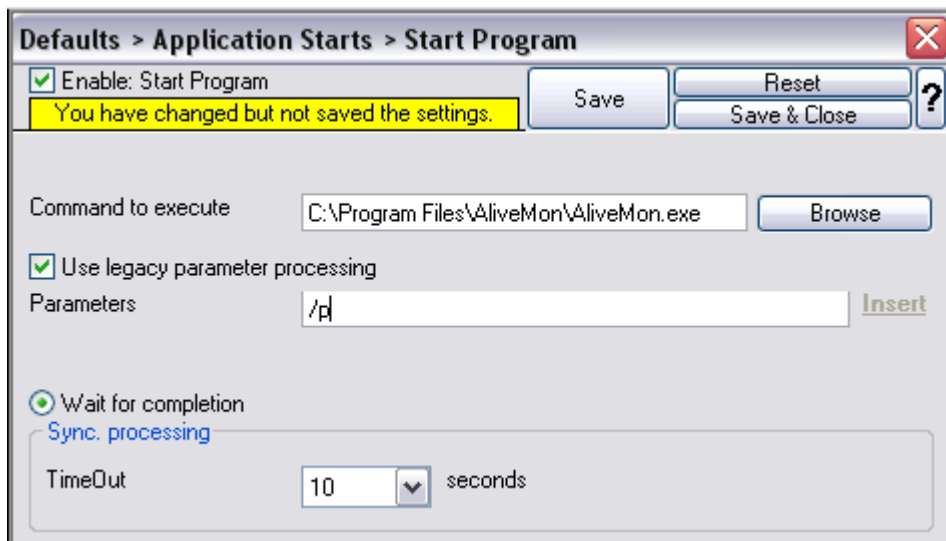 Defaults > Application Starts > Start Program
Enable: Start Program
You have changed but not saved the settings.
Save
Reset
Save & Close
?
Command to execute
C:\Program Files\AliveMon\AliveMon.exe
Browse
Use legacy parameter processing
Parameters
/p
Insert
Wait for completion
Sync. processing
TimeOut
10
seconds